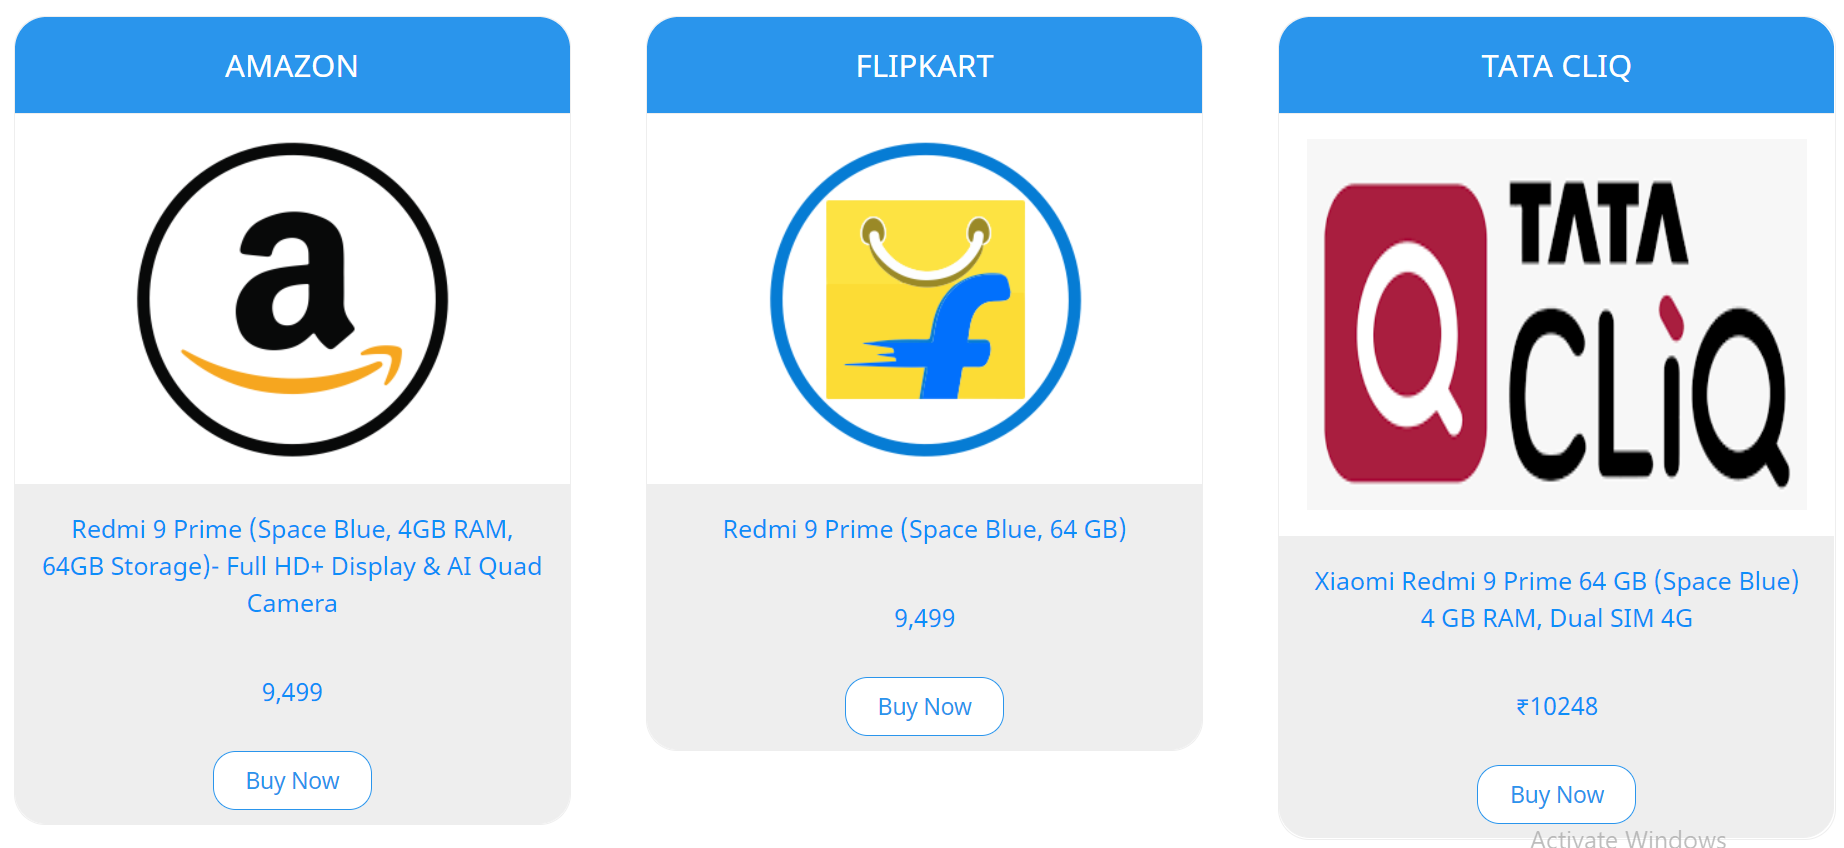 AMAZON
a
Redmi 9 Prime (Space Blue, 4GB RAM,
64GB Storage)- Full HD+ Display & AI Quad
Camera
9,499
Buy Now
FLIPKART
f
Redmi 9 Prime (Space Blue, 64 GB)
9,499
Buy Now
TATA CLIQ
TATA
CLiQ
Xiaomi Redmi 9 Prime 64 GB (Space Blue)
4 GB RAM, Dual SIM 4G
₹10248
Buy Now
Activate Windows